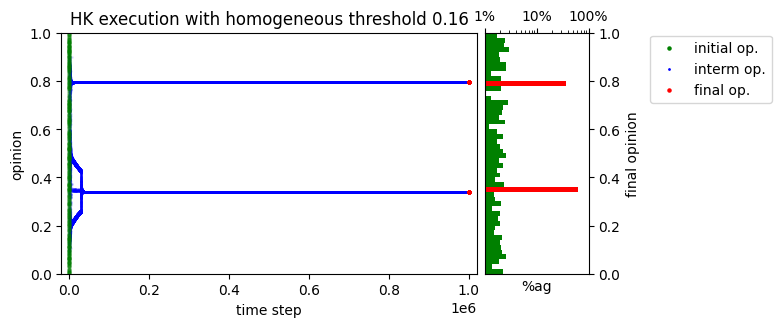 HK execution with homogeneous threshold 0.16
1% 10% 100%
initial op.
interm op.
final op.
1.0
0.8
0.6
0.4
0.2
0.0
opinion
0.0 0.2 0.4 0.6 0.8 1.0
1e6
time step
%ag
1.0
0.8
0.6
0.4
0.2
0.0
final opinion